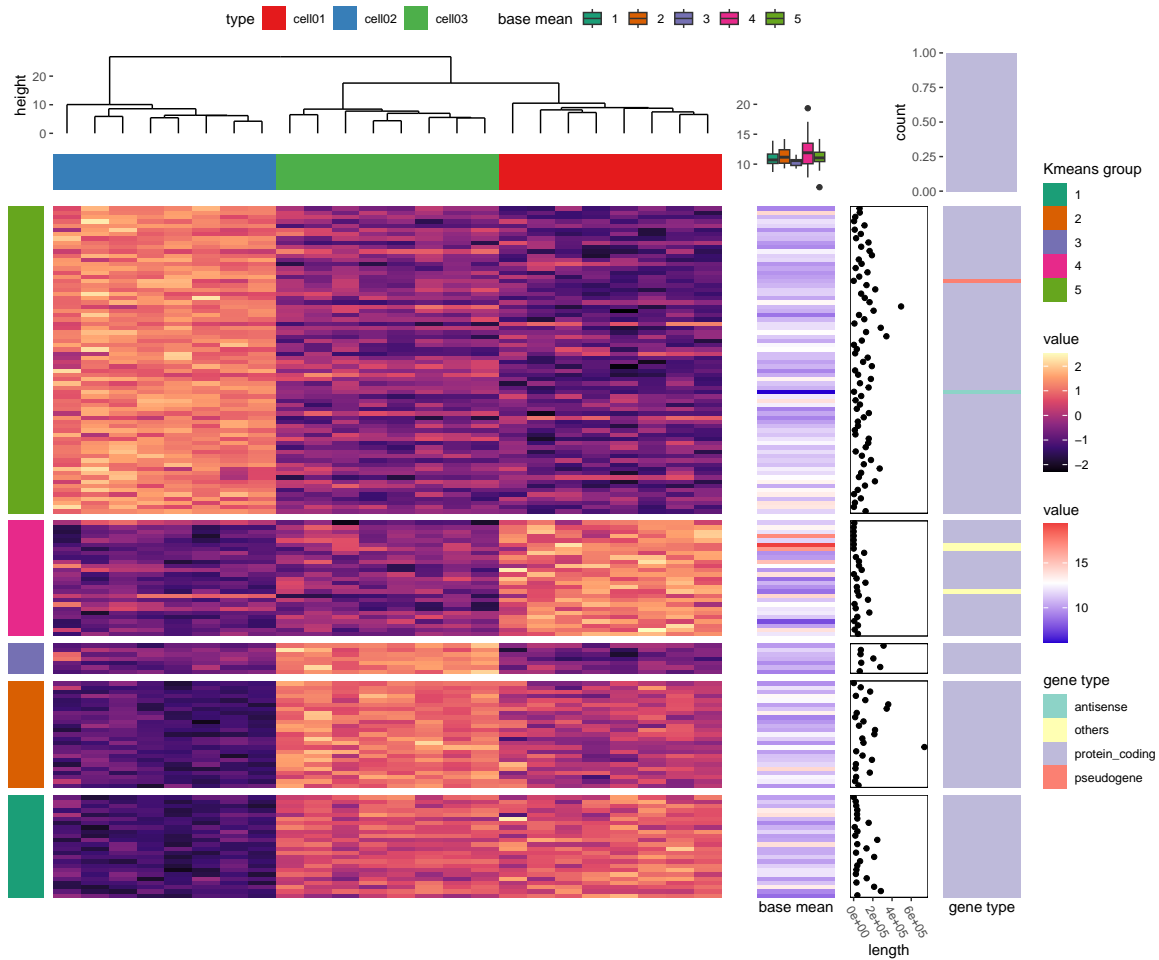 type cell01 cell02 cell03 base mean 1 2 3 4 5
height
20
10
0
20
15
10
count
1.00
0.75
0.50
0.25
0.00
Kmeans group
1
2
3
4
5
value
2
1
0
−1
−2
value
15
10
gene type
antisense
others
protein_coding
pseudogene
base mean
0e+00
2e+05
4e+05
6e+05
length
gene type